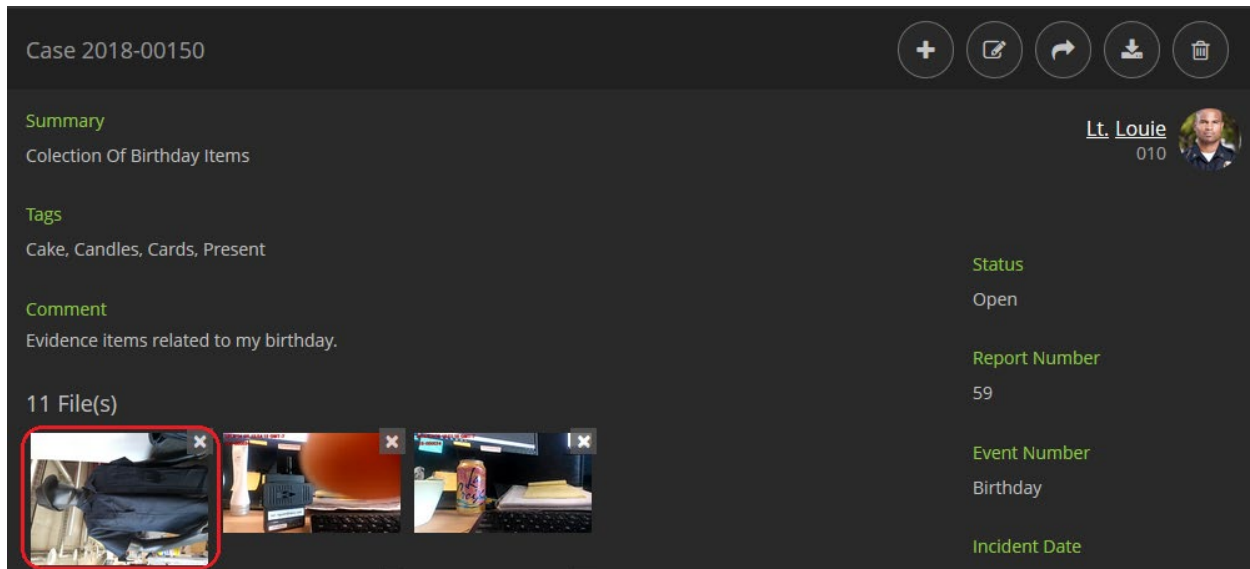 Case 2018-00150
Summary
Colection Of Birthday Items
Lt. Louie
010
Tags
Cake, Candles, Cards, Present
Status
Open
Comment
Evidence items related to my birthday.
Report Number
59
11 File(s)
Event Number
Birthday
Incident Date